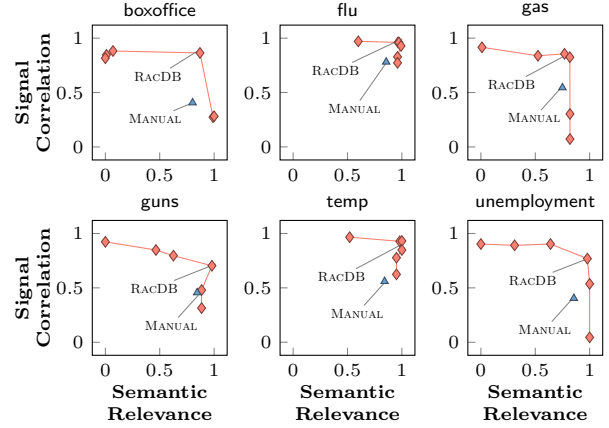 boxoffice
flu
gas
Signal
Correlation
1
0.5
0
RACDB
MANUAL
0
0.5
1
1
0.5
0
RACDB
MANUAL
0
0.5
1
1
0.5
0
RACDB
MANUAL
0
0.5
1
guns
temp
unemployment
Signal
Correlation
1
0.5
0
RACDB
MANUAL
0
0.5
1
1
0.5
0
RACDB
MANUAL
0
0.5
1
1
0.5
0
RACDB
MANUAL
0
0.5
1
Semantic
Relevance
Semantic
Relevance
Semantic
Relevance